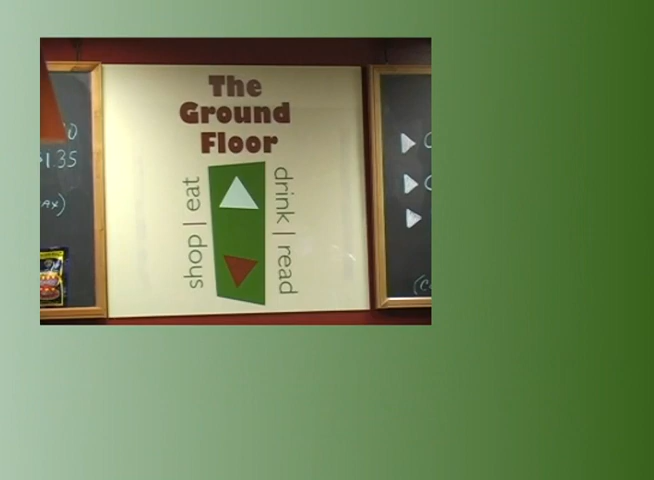 The
Ground
Floor
shop | eat
drink | read
1.35